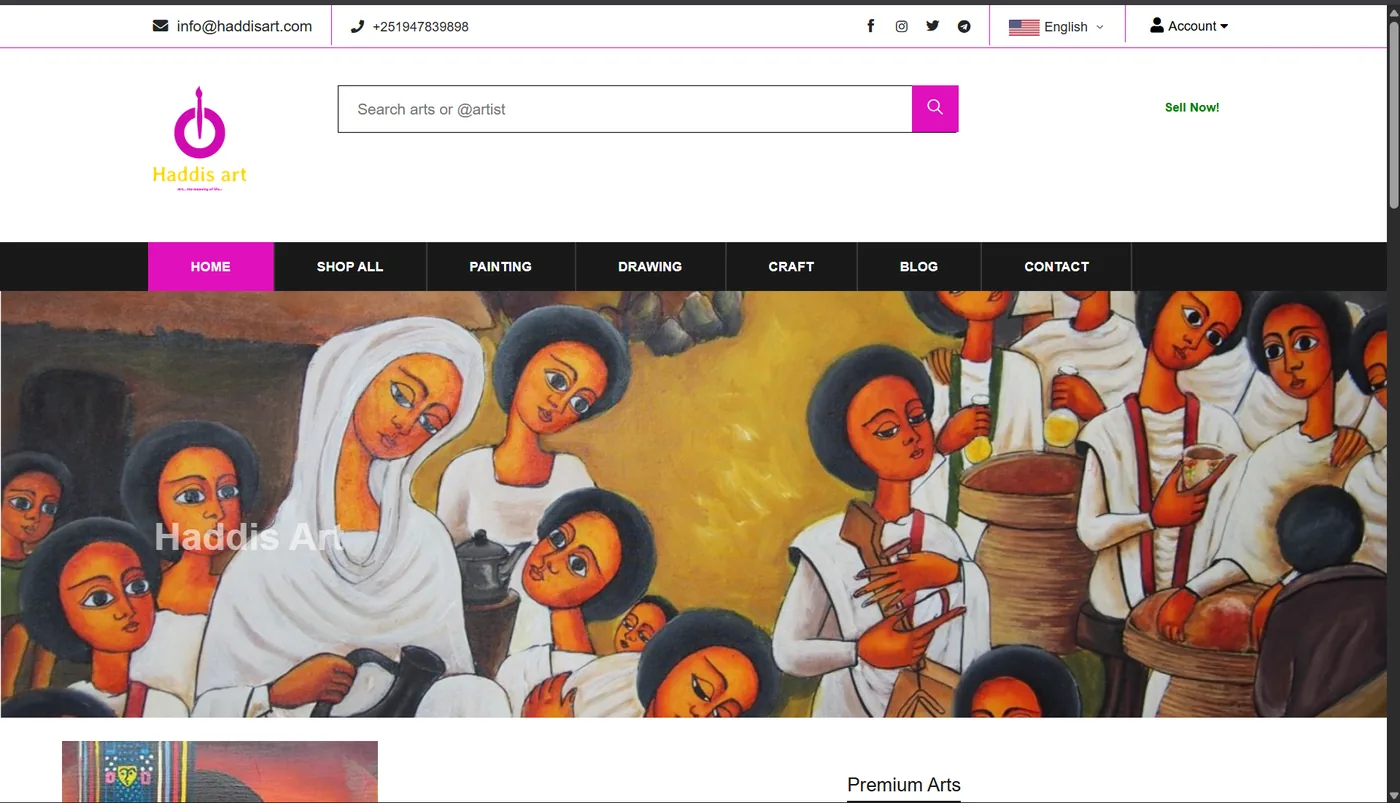 info@haddisart.com
+251947839898
English
Account
Search arts or @artist
Sell Now!
Haddis art
HOME
SHOP ALL
PAINTING
DRAWING
CRAFT
BLOG
CONTACT
Haddis Art
Premium Arts